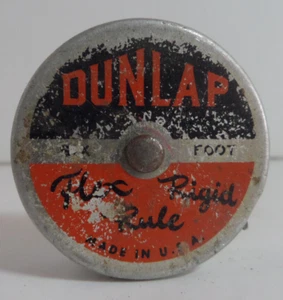 DUNLAP
FOOT
Flex Rigid
Rule
MADE IN U.S.A.